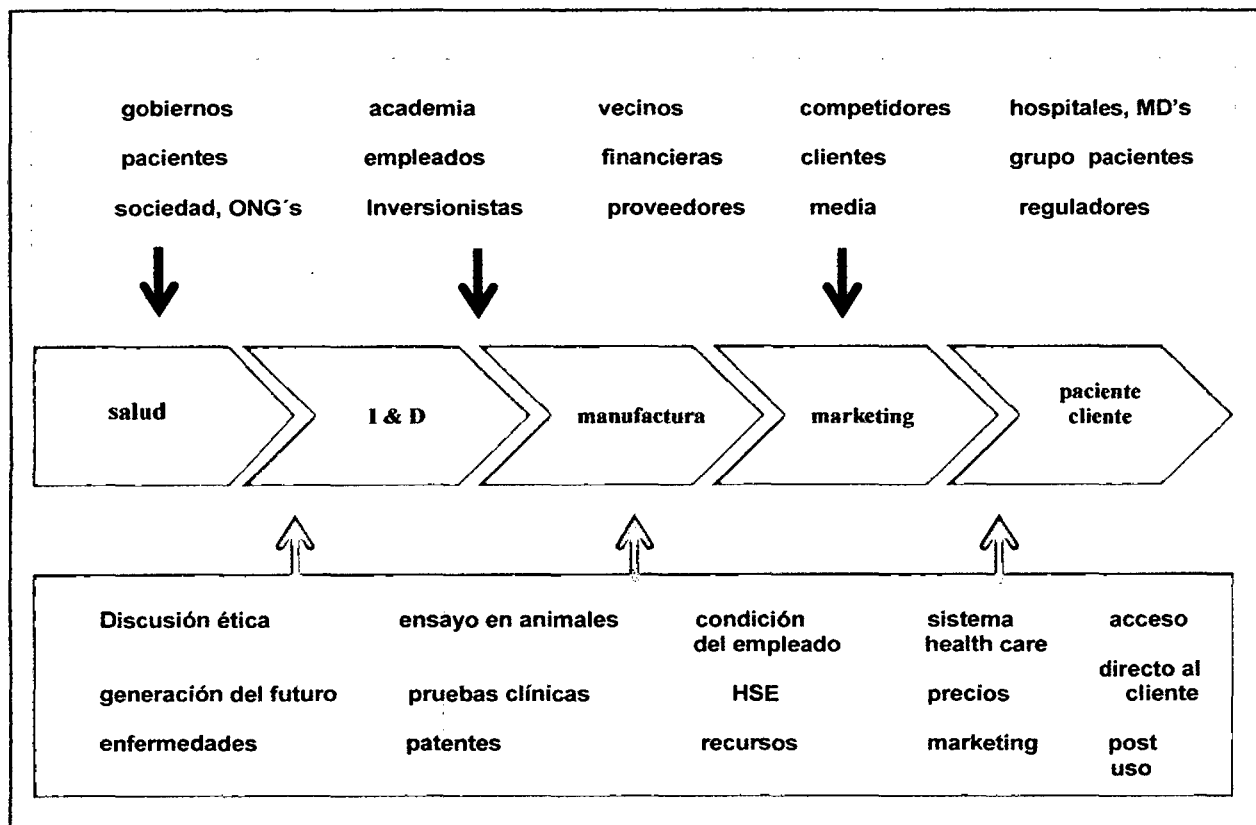 gobiernos academia vecinos competidores hospitales, MD's
pacientes empleados financieras clientes grupo pacientes
sociedad, ONG´s Inversionistas proveedores media reguladores
salud I & D manufactura marketing paciente
cliente
Discusión ética ensayo en animales condición sistema acceso
del empleado health care
directo al
generación del futuro pruebas clínicas HSE precios cliente
enfermedades patentes recursos marketing post
uso